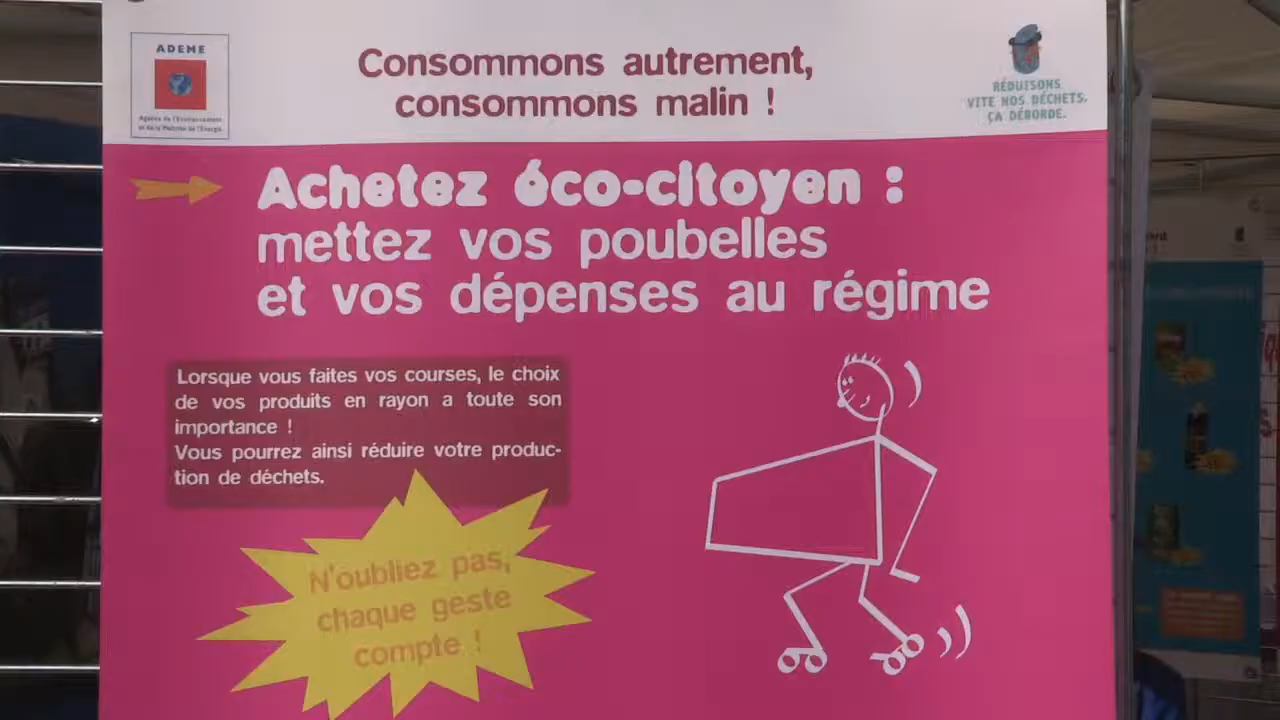 ADEME
Agence de l'Environnement
et de la Maîtrise de l'Energie
Consommons autrement,
consommons malin !
RÉDUISONS
VITE NOS DÉCHETS,
ÇA DÉBORDE.
Achetez éco-citoyen :
mettez vos poubelles
et vos dépenses au régime
Lorsque vous faites vos courses, le choix
de vos produits en rayon a toute son
importance !
Vous pourrez ainsi réduire votre produc-
tion de déchets.
N'oubliez pas,
chaque geste
compte !